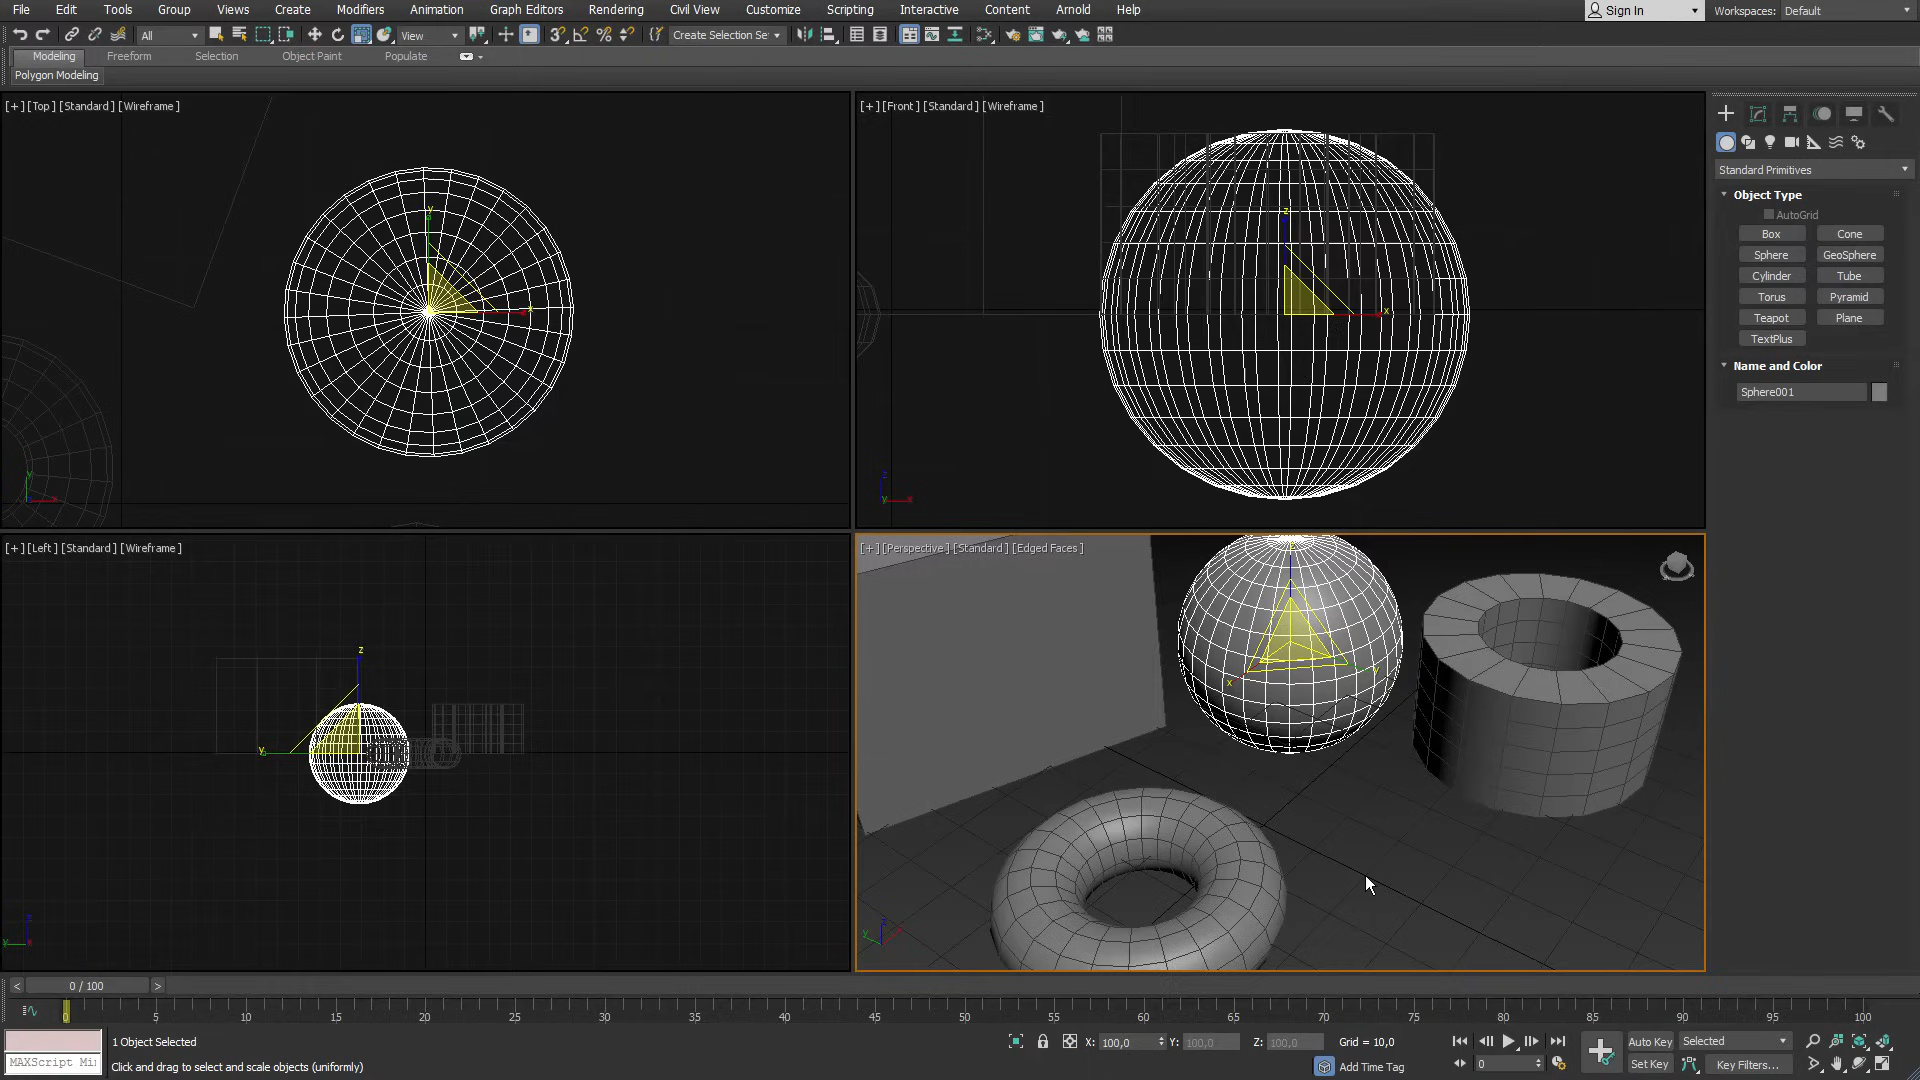 File Edit Tools Group Views Create Modifiers Animation Graph Editors Rendering Civil View Customize Scripting Interactive Content Arnold Help Sign In Workspaces: Default
All View Create Selection Se
Modeling Freeform Selection Object Paint Populate
Polygon Modeling
[+] [Top] [Standard] [Wireframe]
[+] [Front] [Standard] [Wireframe]
Standard Primitives
Object Type
AutoGrid
Box Cone
Sphere GeoSphere
Cylinder Tube
Torus Pyramid
Teapot Plane
TextPlus
Name and Color
Sphere001
y
x
y
x
z
x
z
y
x
[+] [Left] [Standard] [Wireframe]
[+] [Perspective] [Standard] [Edged Faces]
z
y
z
y
x
z
x
y
z
y
x
< 0 / 100 >
0 5 10 15 20 25 30 35 40 45 50 55 60 65 70 75 80 85 90 95 100
1 Object Selected X: 100,0 Y: 100,0 Z: 100,0 Grid = 10,0 Auto Key Selected
MAXScript Mi Click and drag to select and scale objects (uniformly) Add Time Tag 0 Set Key Key Filters...